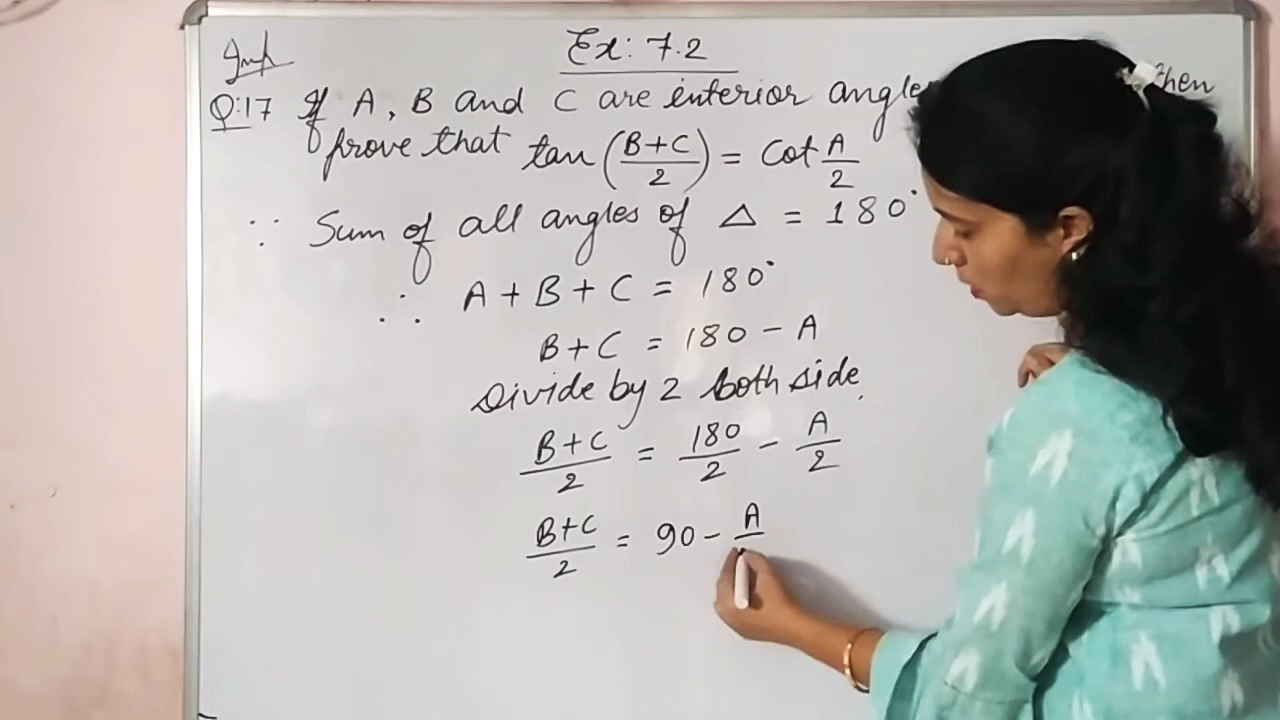 Imp
Ex: 7.2
Q:17 If A, B and C are interior angle then
prove that tan (B+C/2) = Cot A/2
∵ Sum of all angles of △ = 180°
∴ A + B + C = 180°
B + C = 180 - A
Divide by 2 both side
B+C/2 = 180/2 - A/2
B+C/2 = 90 - A/